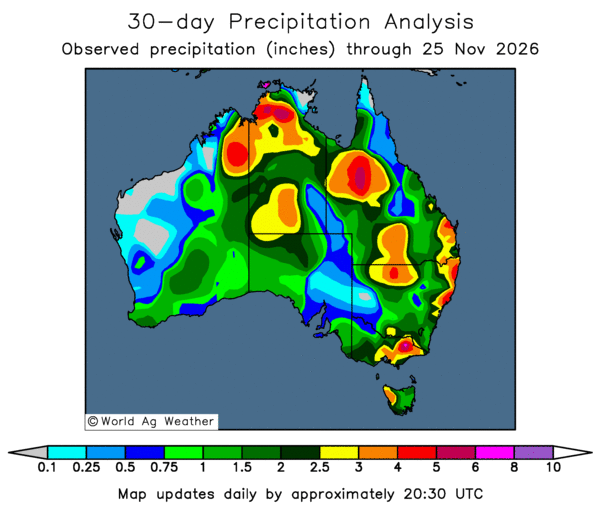 30-day Precipitation Analysis
Observed precipitation (inches) through 25 Nov 2026
©World Ag Weather
0.1 0.25 0.5 0.75 1 1.5 2 2.5 3 4 5 6 8 10
Map updates daily by approximately 20:30 UTC